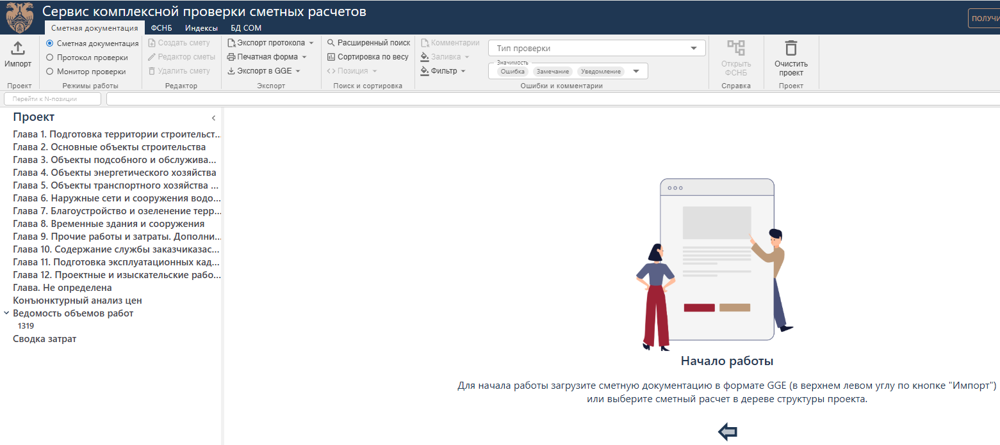 Сервис комплексной проверки сметных расчетов
Сметная документация ФСНБ Индексы БД СОМ
Импорт
Проект
Сметная документация
Протокол проверки
Монитор проверки
Режимы работы
Создать смету
Редактор сметы
Удалить смету
Редактор
Экспорт протокола
Печатная форма
Экспорт в GGE
Экспорт
Расширенный поиск
Сортировка по весу
<> Позиция
Поиск и сортировка
Комментарии
Заливка
Фильтр
Тип проверки
Значимость
Ошибка Замечание Уведомление
Ошибки и комментарии
Открыть
ФСНБ
Справка
Очистить
проект
Проект
ПОЛУЧИ
Перейти к N-позиции
Проект
Глава 1. Подготовка территории строительст...
Глава 2. Основные объекты строительства
Глава 3. Объекты подсобного и обслужива...
Глава 4. Объекты энергетического хозяйства
Глава 5. Объекты транспортного хозяйства ...
Глава 6. Наружные сети и сооружения водо...
Глава 7. Благоустройство и озеленение терр...
Глава 8. Временные здания и сооружения
Глава 9. Прочие работы и затраты. Дополни...
Глава 10. Содержание службы заказчиказас...
Глава 11. Подготовка эксплуатационных кад...
Глава 12. Проектные и изыскательские рабо...
Глава. Не определена
Конъюнктурный анализ цен
Ведомость объемов работ
1319
Сводка затрат
Начало работы
Для начала работы загрузите сметную документацию в формате GGE (в верхнем левом углу по кнопке "Импорт")
или выберите сметный расчет в дереве структуры проекта.